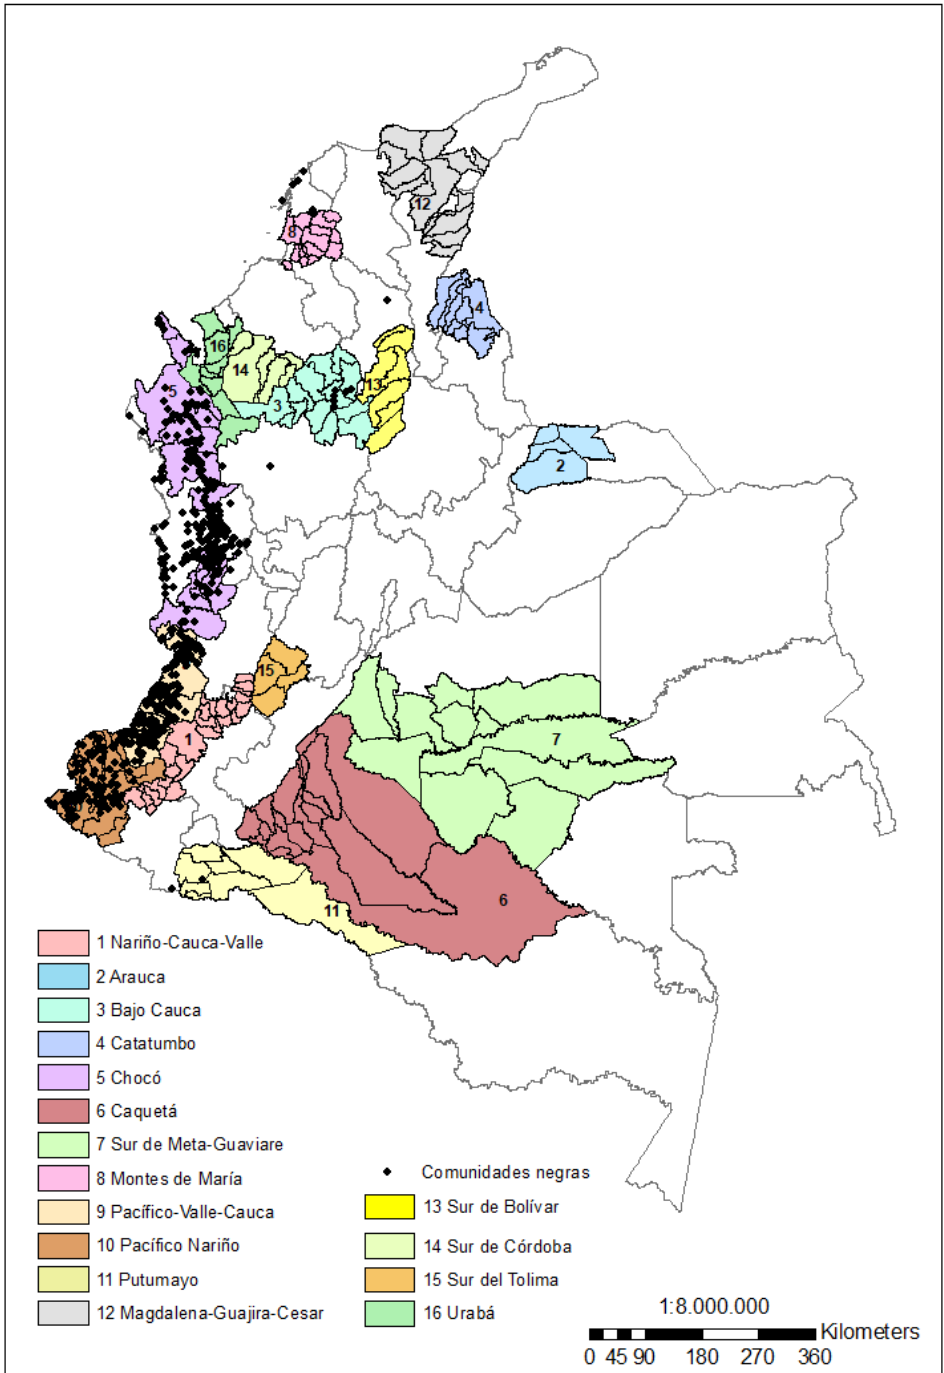 12
8
4
16
14
5
13
3
2
15
1
7
6
11
1 Nariño-Cauca-Valle
2 Arauca
3 Bajo Cauca
4 Catatumbo
5 Chocó
6 Caquetá
7 Sur de Meta-Guaviare
8 Montes de María
9 Pacífico-Valle-Cauca
10 Pacífico Nariño
11 Putumayo
12 Magdalena-Guajira-Cesar
Comunidades negras
13 Sur de Bolívar
14 Sur de Córdoba
15 Sur del Tolima
16 Urabá
1:8.000.000
Kilometers
0 45 90 180 270 360